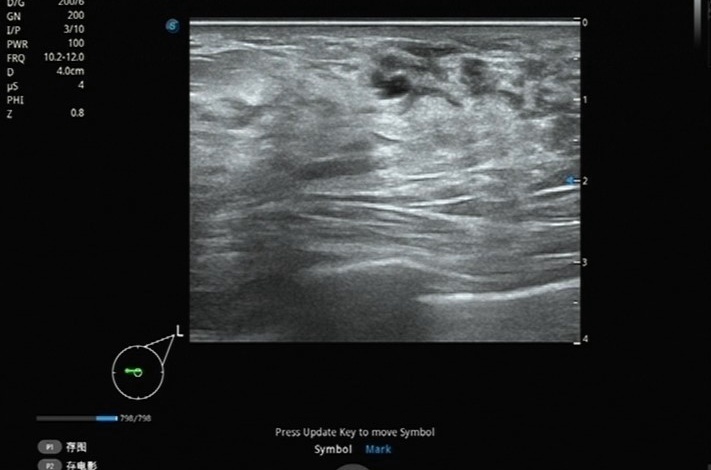 D/G 200/6
GN 200
I/P 3/10
PWR 100
FRQ 10.2-12.0
D 4.0cm
μS 4
PHI
Z 0.8
0
1
2
3
4
L
798/798
Press Update Key to move Symbol
Symbol Mark
P1 存图
P2 存电影